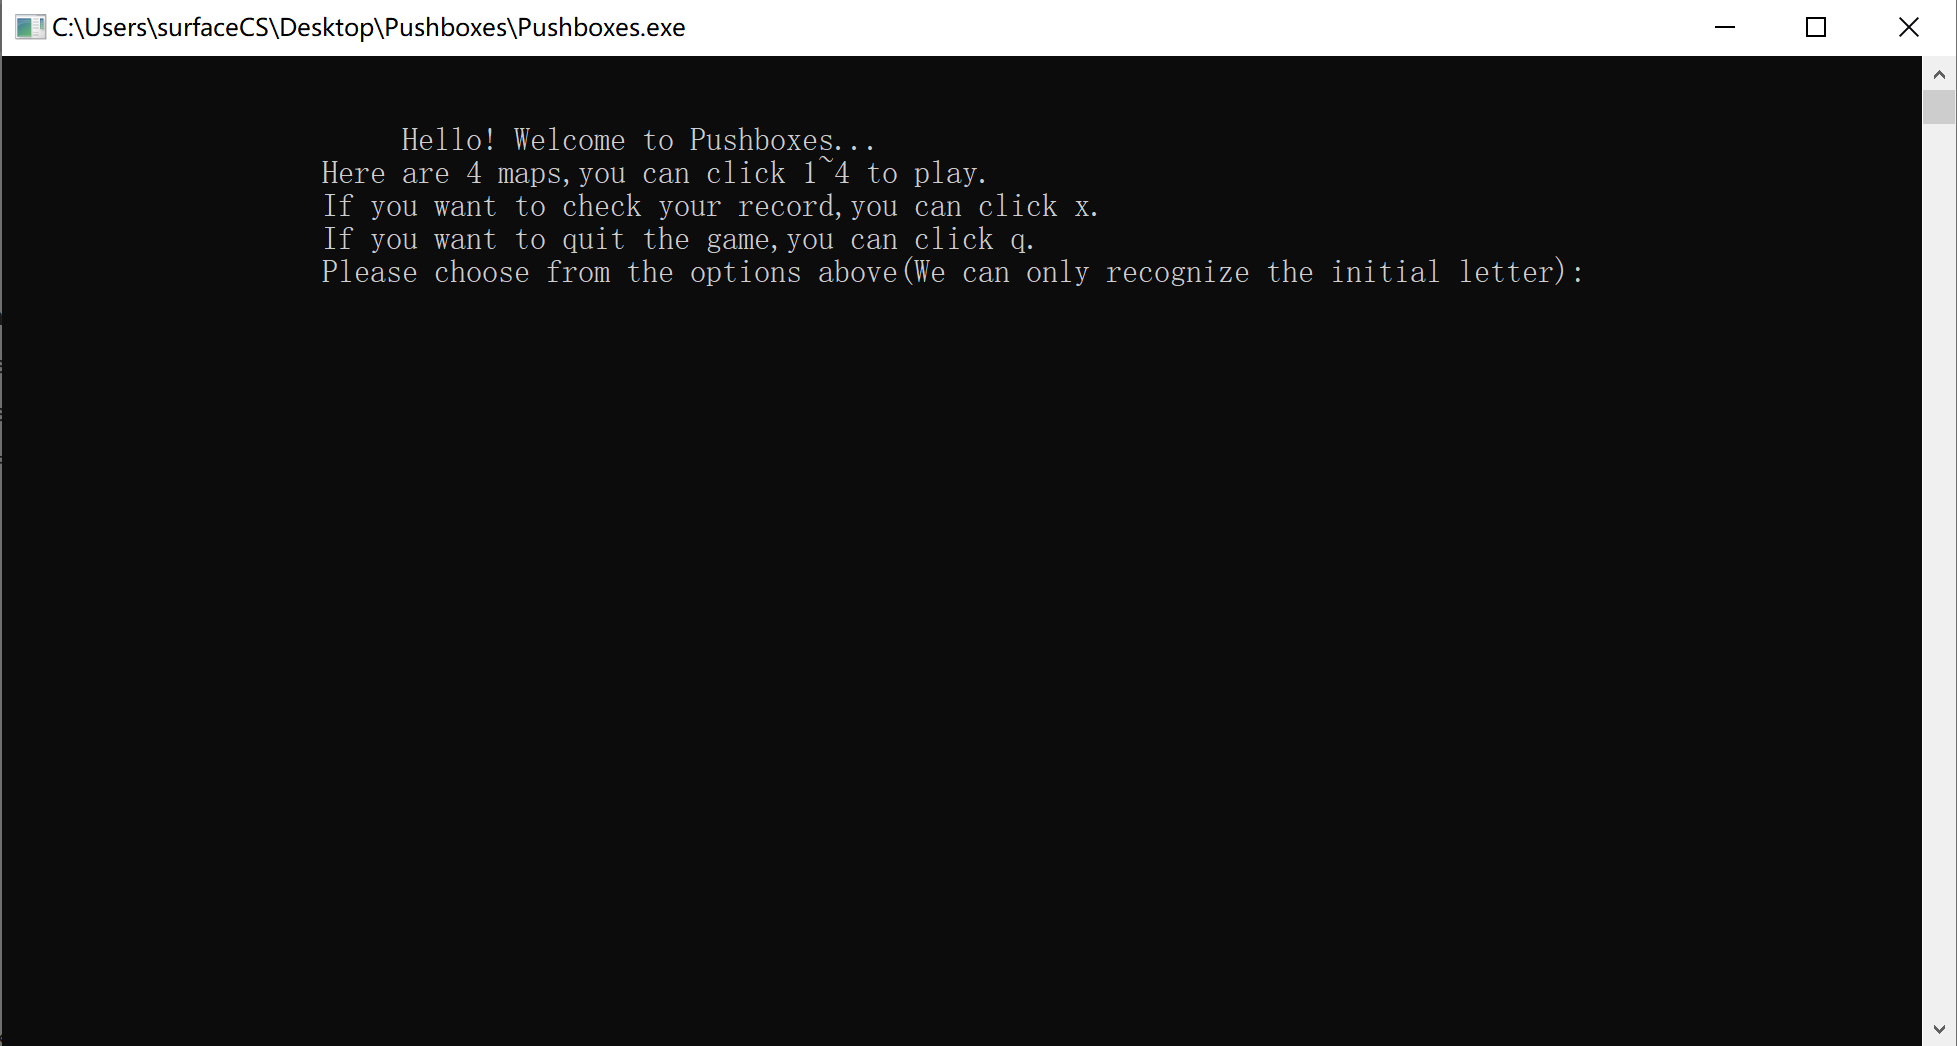 C:\Users\surfaceCS\Desktop\Pushboxes\Pushboxes.exe
Hello! Welcome to Pushboxes...
Here are 4 maps,you can click 1~4 to play.
If you want to check your record,you can click x.
If you want to quit the game,you can click q.
Please choose from the options above(We can only recognize the initial letter):